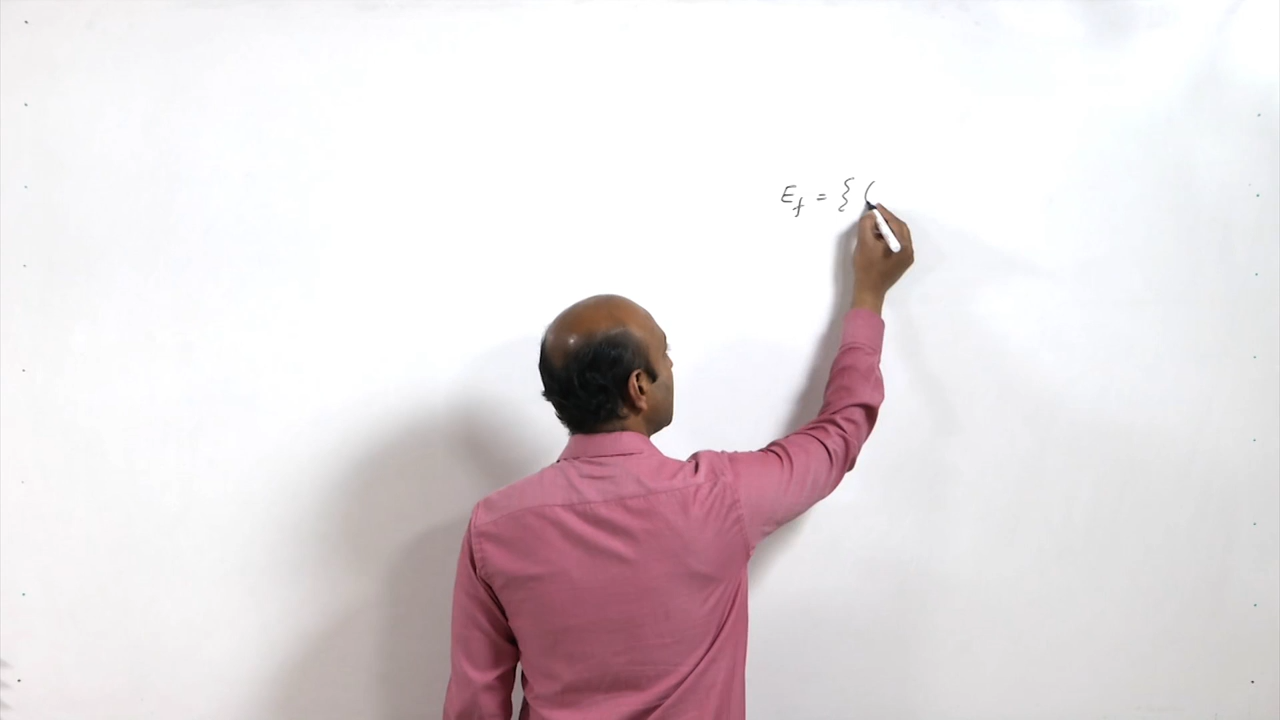 E_f = { (